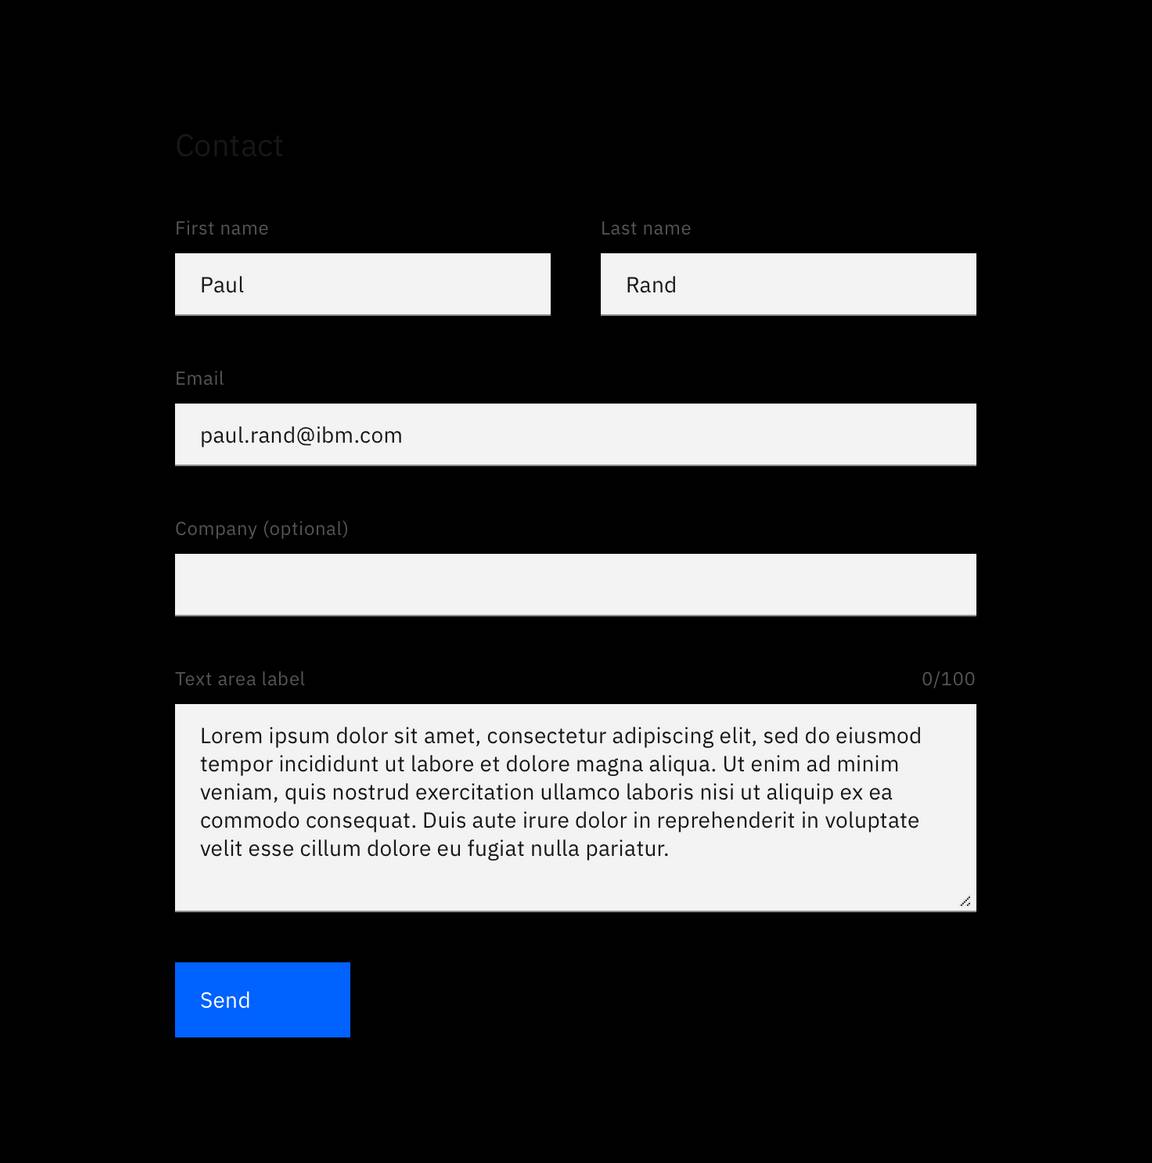 Contact
First name
Last name
Paul
Rand
Email
paul.rand@ibm.com
Company (optional)
Text area label
0/100
Lorem ipsum dolor sit amet, consectetur adipiscing elit, sed do eiusmod
tempor incididunt ut labore et dolore magna aliqua. Ut enim ad minim
veniam, quis nostrud exercitation ullamco laboris nisi ut aliquip ex ea
commodo consequat. Duis aute irure dolor in reprehenderit in voluptate
velit esse cillum dolore eu fugiat nulla pariatur.
Send